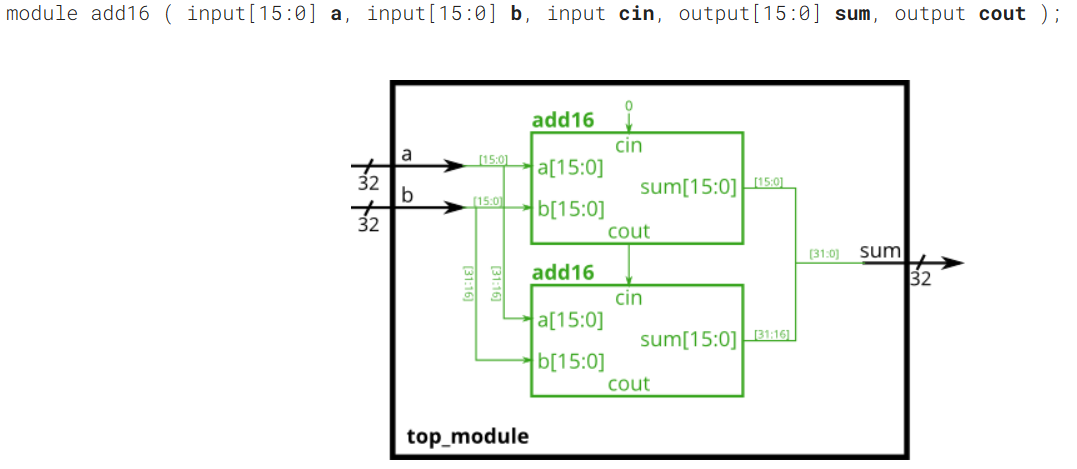 module add16 ( input[15:0] a, input[15:0] b, input cin, output[15:0] sum, output cout );
0
add16
cin
a
[15:0]
a[15:0]
32
sum[15:0]
[15:0]
b
[15:0]
b[15:0]
32
cout
[31:0]
sum
32
[31:16]
[31:16]
add16
cin
a[15:0]
sum[15:0]
[31:16]
b[15:0]
cout
top_module